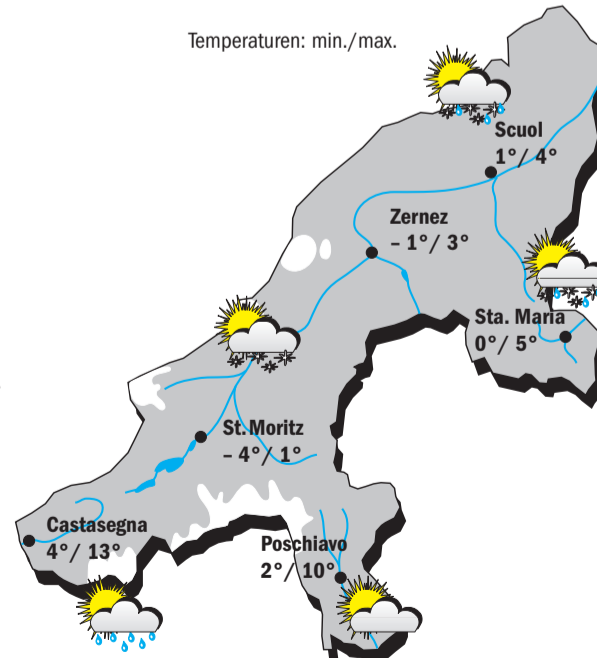 Temperaturen: min./max.
Scuol
1°/ 4°
Zernez
– 1°/ 3°
Sta. Maria
0°/ 5°
St. Moritz
– 4°/ 1°
Castasegna
4°/ 13°
Poschiavo
2°/ 10°